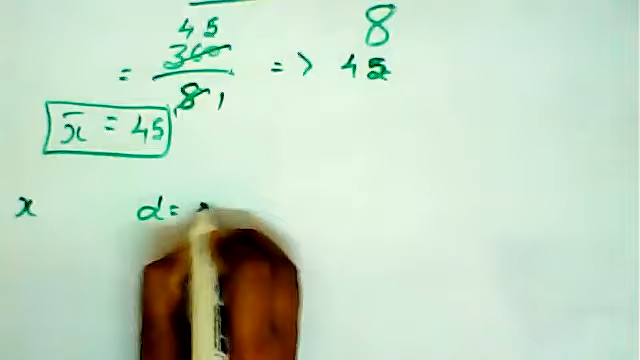 45 8
= 360/8 => 45
x̄ = 45
x d=